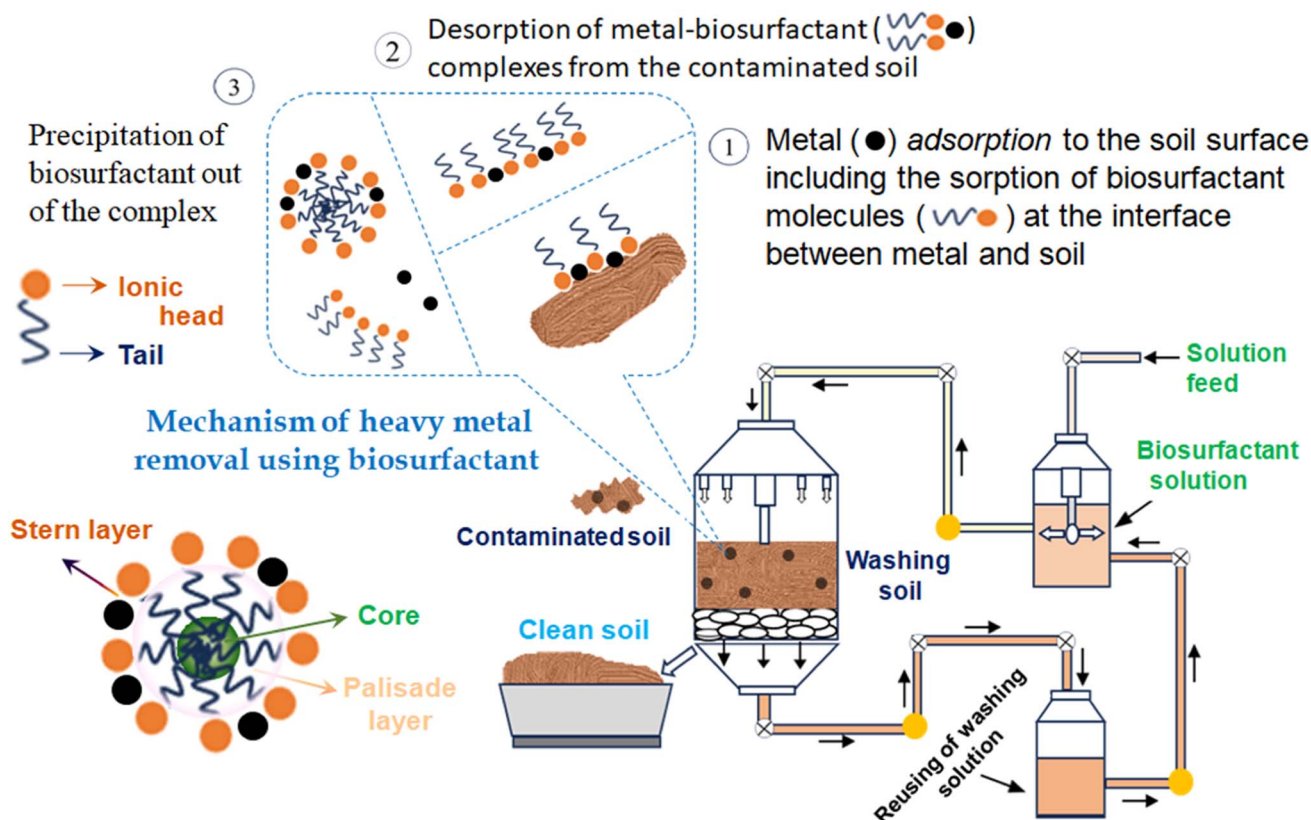 2 Desorption of metal-biosurfactant ( )
complexes from the contaminated soil
3
Precipitation of
biosurfactant out
of the complex
1 Metal (●) adsorption to the soil surface
including the sorption of biosurfactant
molecules ( ) at the interface
between metal and soil
Ionic
head
Tail
Mechanism of heavy metal
removal using biosurfactant
Solution
feed
Biosurfactant
solution
Contaminated soil
Washing
soil
Stern layer
Core
Palisade
layer
Clean soil
Reusing of washing
solution